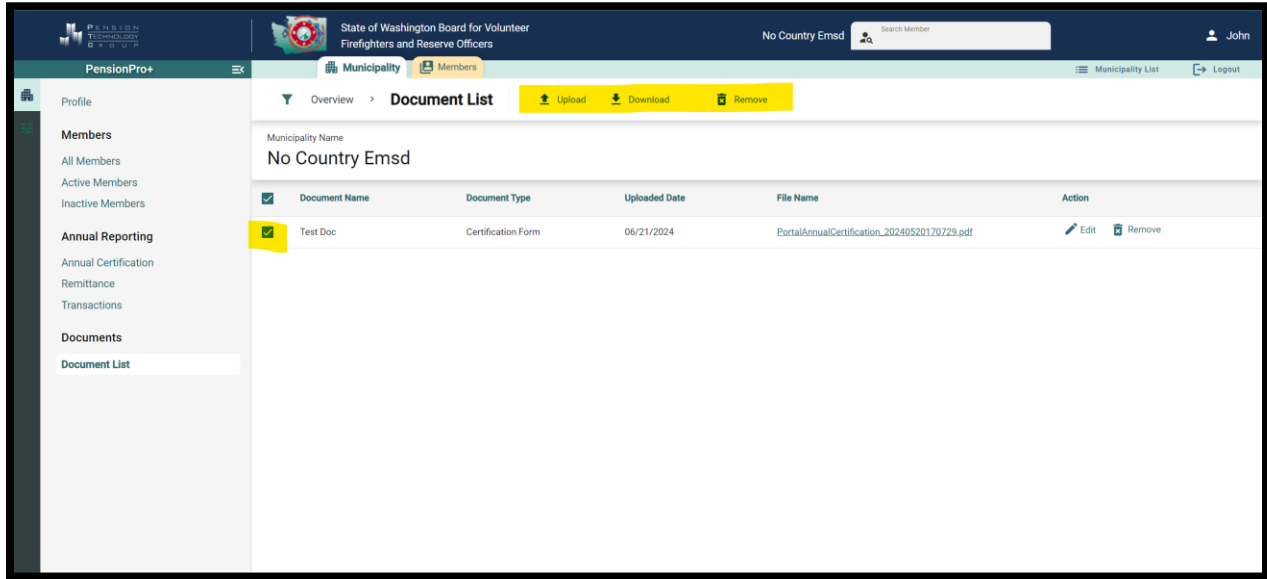 PENSION
TECHNOLOGY
GROUP
State of Washington Board for Volunteer
Firefighters and Reserve Officers
No Country Emsd
Search Member
John
PensionPro+
Municipality
Members
Municipality List
Logout
Profile
Overview > Document List
Upload
Download
Remove
Members
All Members
Active Members
Inactive Members
Annual Reporting
Annual Certification
Remittance
Transactions
Documents
Document List
Municipality Name
No Country Emsd
Document Name Document Type Uploaded Date File Name Action
Test Doc Certification Form 06/21/2024 PortalAnnualCertification_20240520170729.pdf Edit Remove